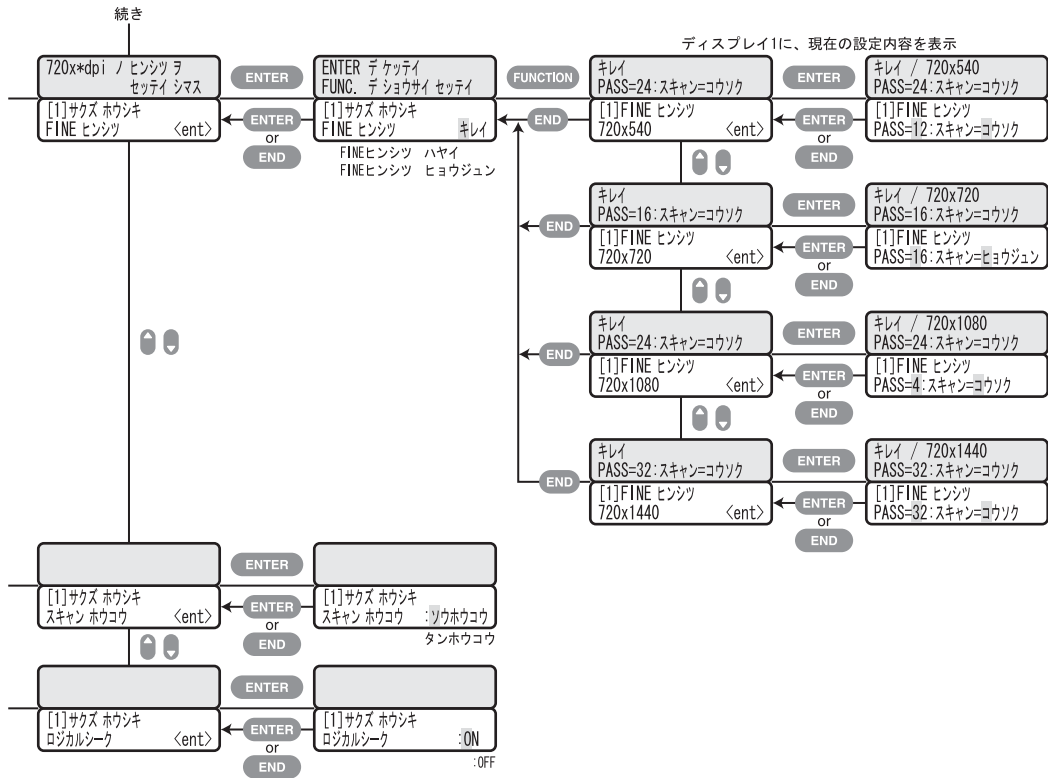 続き
ディスプレイ1に、現在の設定内容を表示
720x*dpi ノ ヒンシツ ヲ
セッテイ シマス
ENTER
ENTER デ ケッテイ
FUNC. デ ショウサイ セッテイ
FUNCTION
キレイ
PASS=24:スキャン=コウソク
ENTER
キレイ / 720x540
PASS=24:スキャン=コウソク
[1]サクズ ホウシキ
FINE ヒンシツ <ent>
ENTER
or
END
[1]サクズ ホウシキ
FINE ヒンシツ キレイ
FINEヒンシツ ハヤイ
FINEヒンシツ ヒョウジュン
END
[1]FINE ヒンシツ
720x540 <ent>
ENTER
or
END
[1]FINE ヒンシツ
PASS=12:スキャン=コウソク
キレイ
PASS=16:スキャン=コウソク
ENTER
キレイ / 720x720
PASS=16:スキャン=コウソク
END
[1]FINE ヒンシツ
720x720 <ent>
ENTER
or
END
[1]FINE ヒンシツ
PASS=16:スキャン=ヒョウジュン
キレイ
PASS=24:スキャン=コウソク
ENTER
キレイ / 720x1080
PASS=24:スキャン=コウソク
END
[1]FINE ヒンシツ
720x1080 <ent>
ENTER
or
END
[1]FINE ヒンシツ
PASS=4:スキャン=コウソク
キレイ
PASS=32:スキャン=コウソク
ENTER
キレイ / 720x1440
PASS=32:スキャン=コウソク
END
[1]FINE ヒンシツ
720x1440 <ent>
ENTER
or
END
[1]FINE ヒンシツ
PASS=32:スキャン=コウソク
ENTER
[1]サクズ ホウシキ
スキャン ホウコウ <ent>
ENTER
or
END
[1]サクズ ホウシキ
スキャン ホウコウ :ソウホウコウ
タンホウコウ
ENTER
[1]サクズ ホウシキ
ロジカルシーク <ent>
ENTER
or
END
[1]サクズ ホウシキ
ロジカルシーク :ON
:OFF